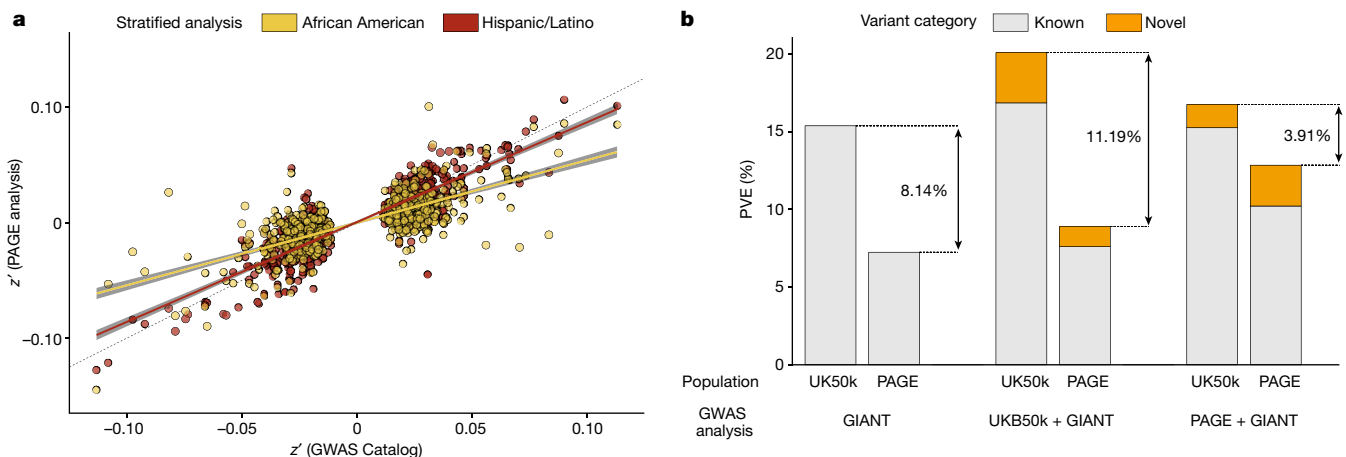 a
Stratified analysis African American Hispanic/Latino
z′ (PAGE analysis)
0.10
0
−0.10
−0.10 −0.05 0 0.05 0.10
z′ (GWAS Catalog)
b
Variant category Known Novel
PVE (%)
20
15
10
5
0
8.14%
11.19%
3.91%
Population UK50k PAGE UK50k PAGE UK50k PAGE
GWAS
analysis
GIANT UKB50k + GIANT PAGE + GIANT